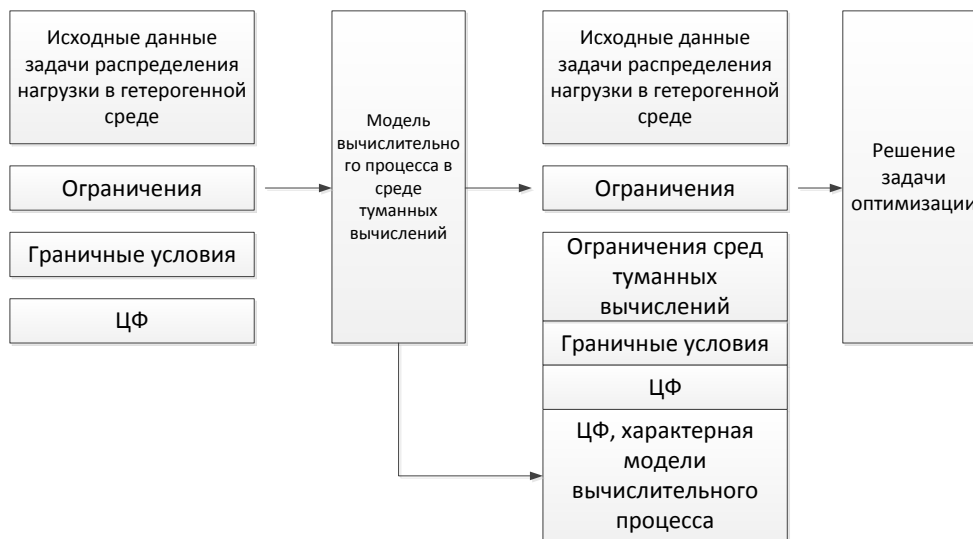 Исходные данные
задачи распределения
нагрузки в гетерогенной
среде
Ограничения
Граничные условия
ЦФ
Модель
вычислительно
го процесса в
среде
туманных
вычислений
Исходные данные
задачи распределения
нагрузки в гетерогенной
среде
Ограничения
Ограничения сред
туманных
вычислений
Граничные условия
ЦФ
ЦФ, характерная
модели
вычислительного
процесса
Решение
задачи
оптимизации